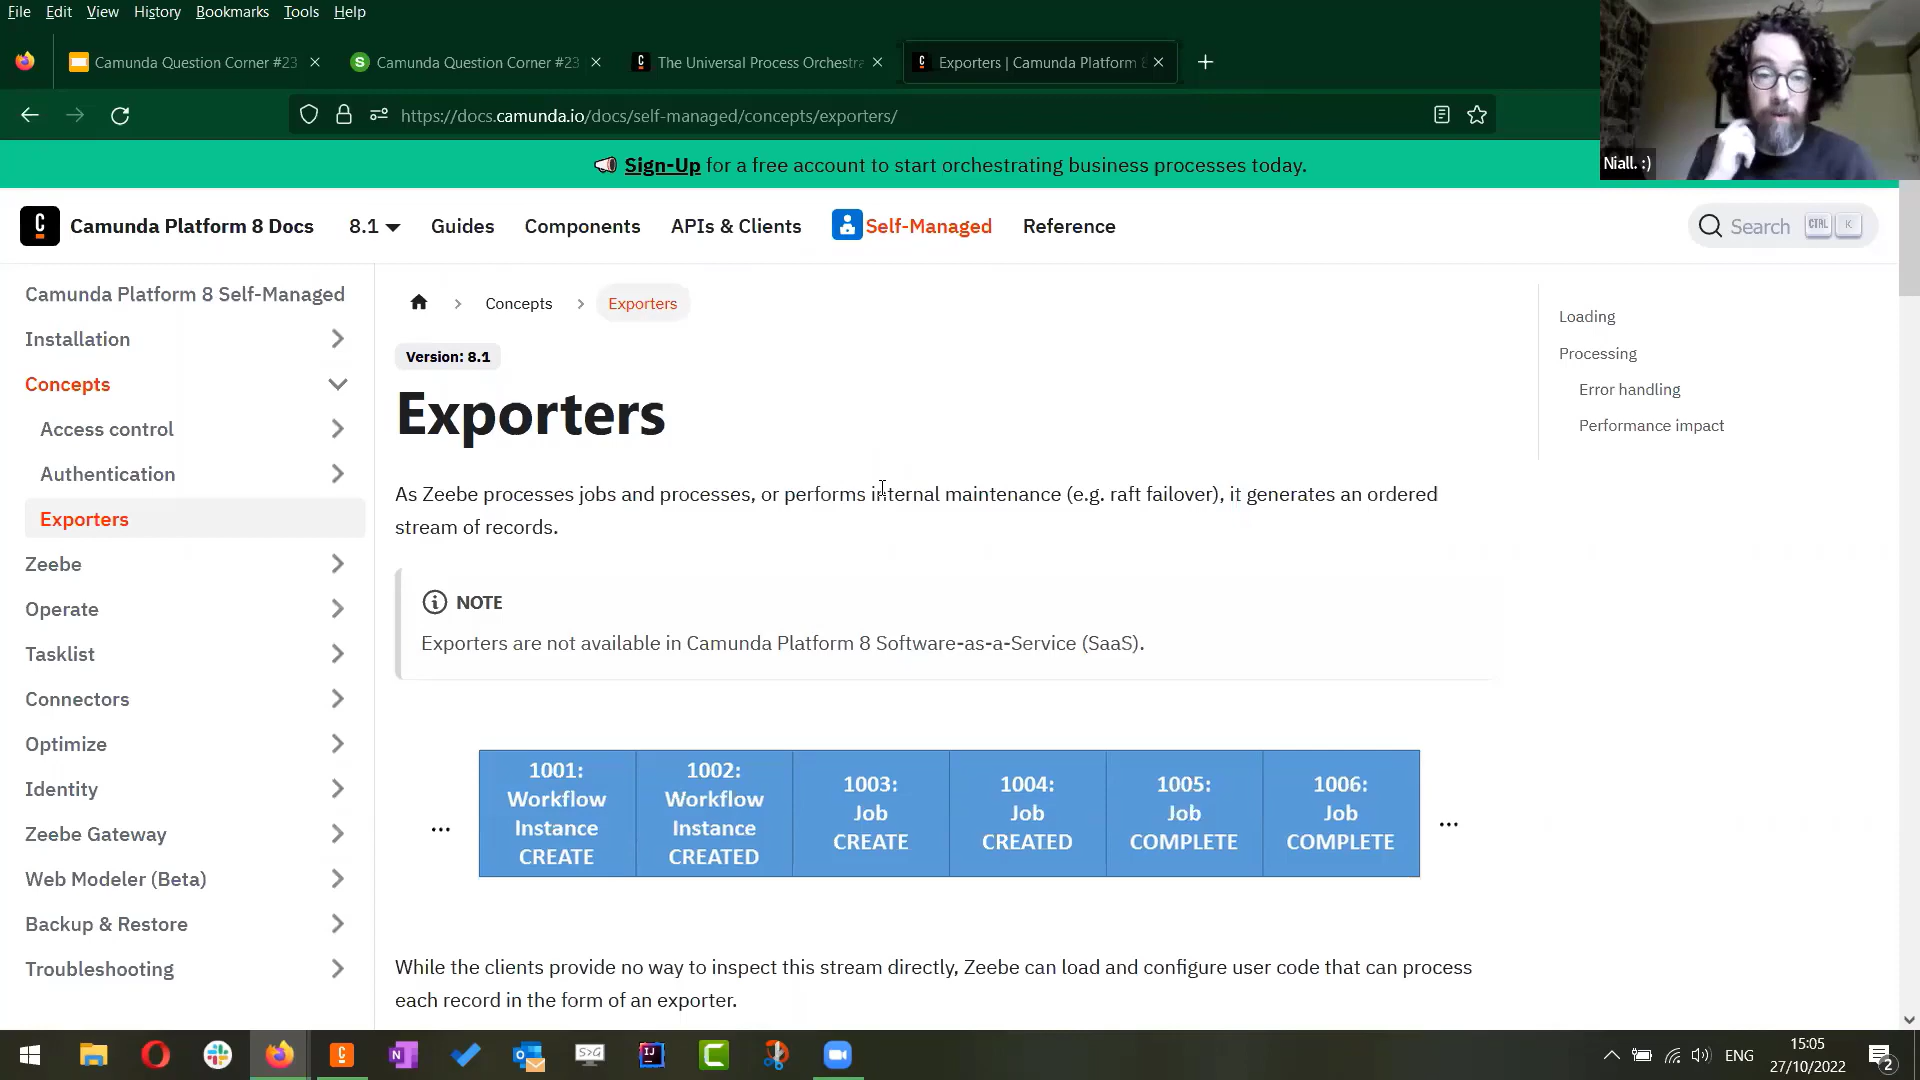 File Edit View History Bookmarks Tools Help
Camunda Question Corner #23
Camunda Question Corner #23
The Universal Process Orchestra
Exporters | Camunda Platform 8
https://docs.camunda.io/docs/self-managed/concepts/exporters/
Niall. :)
Sign-Up for a free account to start orchestrating business processes today.
Camunda Platform 8 Docs 8.1 Guides Components APIs & Clients Self-Managed Reference Search CTRL K
Camunda Platform 8 Self-Managed
Installation
Concepts
Access control
Authentication
Exporters
Zeebe
Operate
Tasklist
Connectors
Optimize
Identity
Zeebe Gateway
Web Modeler (Beta)
Backup & Restore
Troubleshooting
Concepts Exporters
Version: 8.1
Exporters
As Zeebe processes jobs and processes, or performs internal maintenance (e.g. raft failover), it generates an ordered
stream of records.
NOTE
Exporters are not available in Camunda Platform 8 Software-as-a-Service (SaaS).
...
1001:
Workflow
Instance
CREATE
1002:
Workflow
Instance
CREATED
1003:
Job
CREATE
1004:
Job
CREATED
1005:
Job
COMPLETE
1006:
Job
COMPLETE
...
While the clients provide no way to inspect this stream directly, Zeebe can load and configure user code that can process
each record in the form of an exporter.
Loading
Processing
Error handling
Performance impact
ENG
15:05
27/10/2022
2